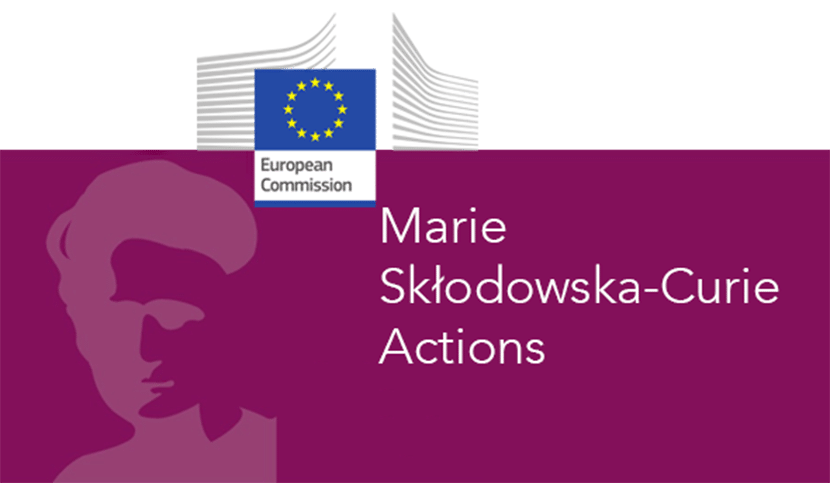 European
Commission
Marie
Skłodowska-Curie
Actions